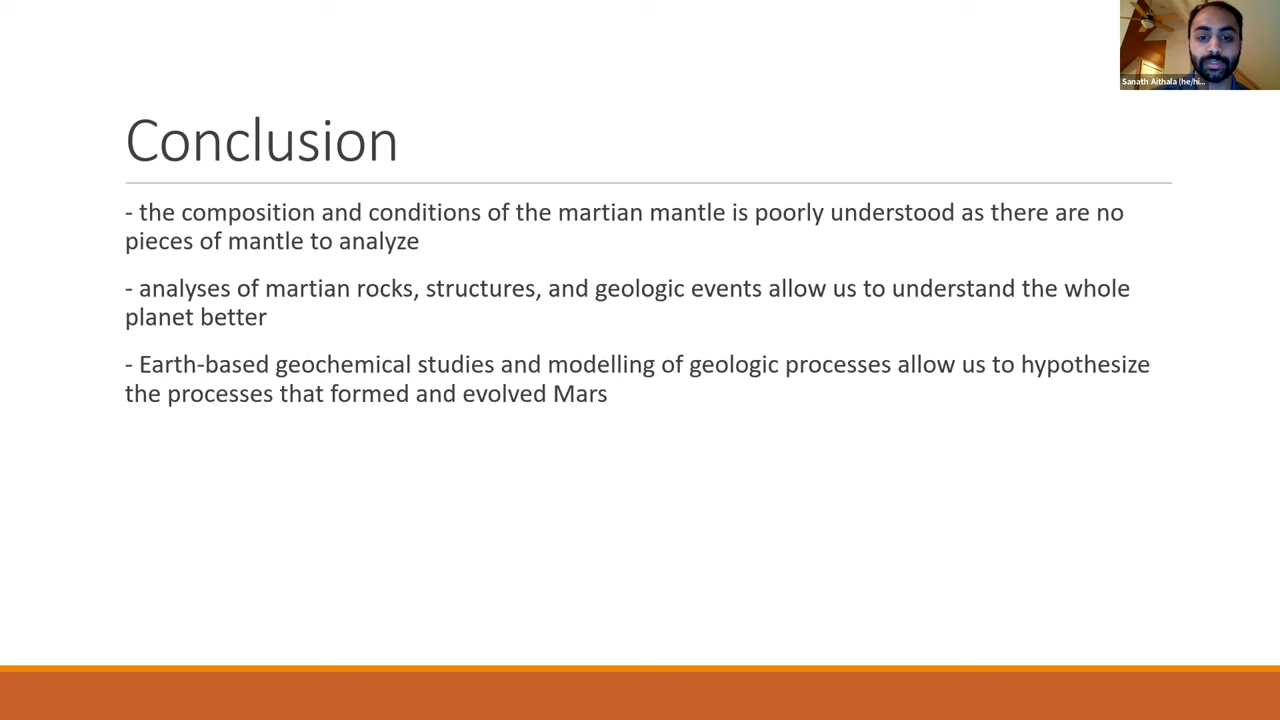 Sanath Aithala (he/hi...
Conclusion
- the composition and conditions of the martian mantle is poorly understood as there are no
pieces of mantle to analyze
- analyses of martian rocks, structures, and geologic events allow us to understand the whole
planet better
- Earth-based geochemical studies and modelling of geologic processes allow us to hypothesize
the processes that formed and evolved Mars